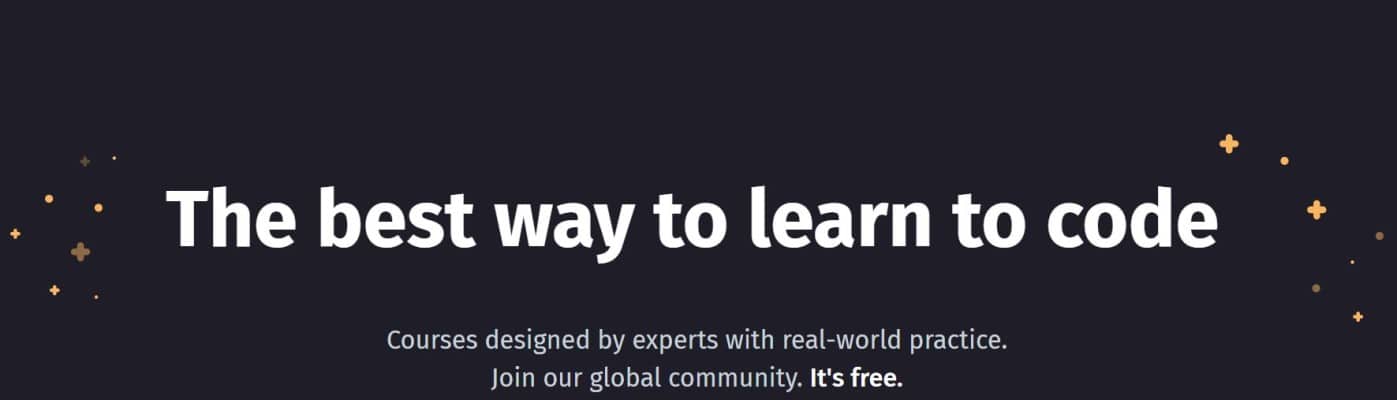 The best way to learn to code
Courses designed by experts with real-world practice.
Join our global community. It's free.